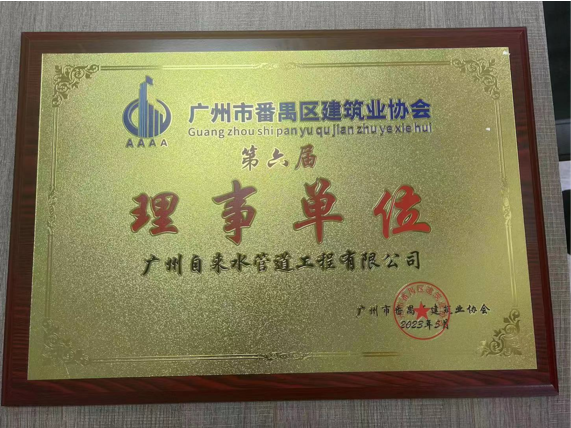 广州市番禺区建筑业协会
Guang zhou shi pan yu qu jian zhu ye xie hui
AAAA
第六届
理事单位
广州自来水管道工程有限公司
广州市番禺区建筑业协会
2023年5月